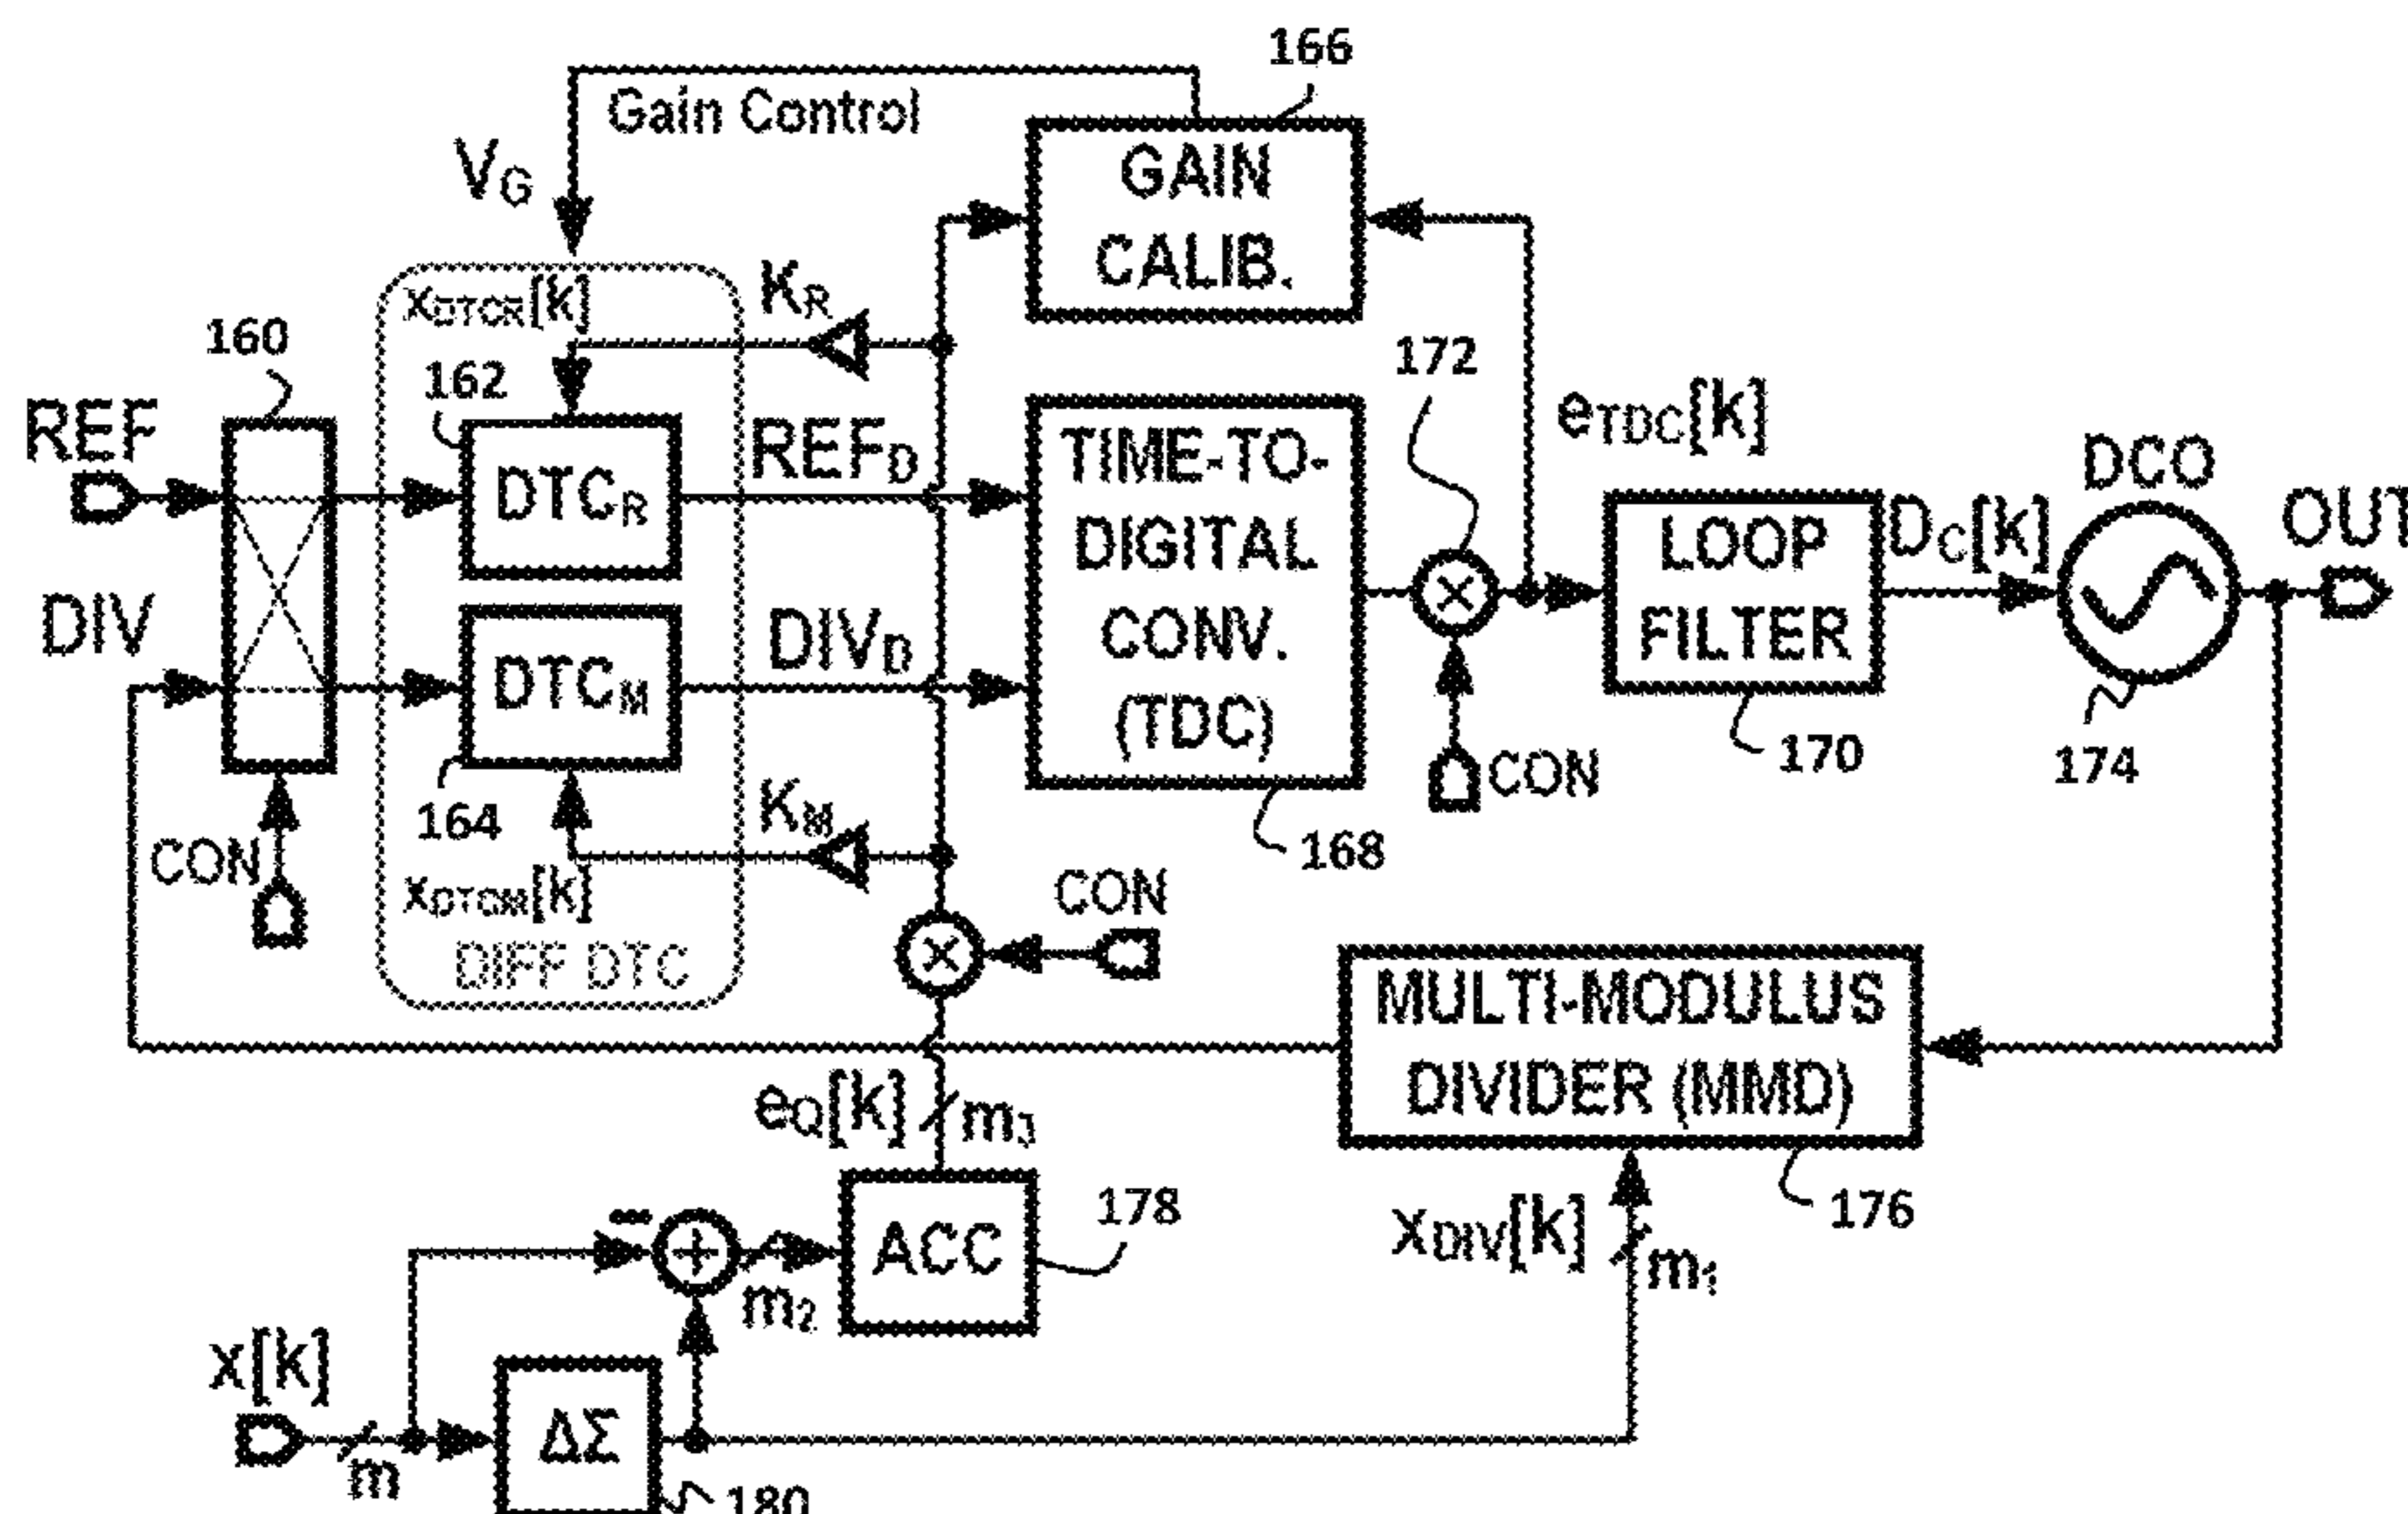 166
Gain Control
VG
GAIN
CALIB.
xDTCR[k]
KR
160
162
172
REF
DTCR
REFD
TIME-TO-
DIGITAL
CONV.
(TDC)
eTDC[k]
DCO
LOOP
FILTER
DC[k]
OUT
DIV
DTCM
DIVD
CON
170
174
164
KM
168
CON
xDTCM[k]
DIFF DTC
CON
MULTI-MODULUS
DIVIDER (MMD)
eQ[k]
m3
ACC
178
176
xDIV[k]
m1
m2
x[k]
m
ΔΣ
180